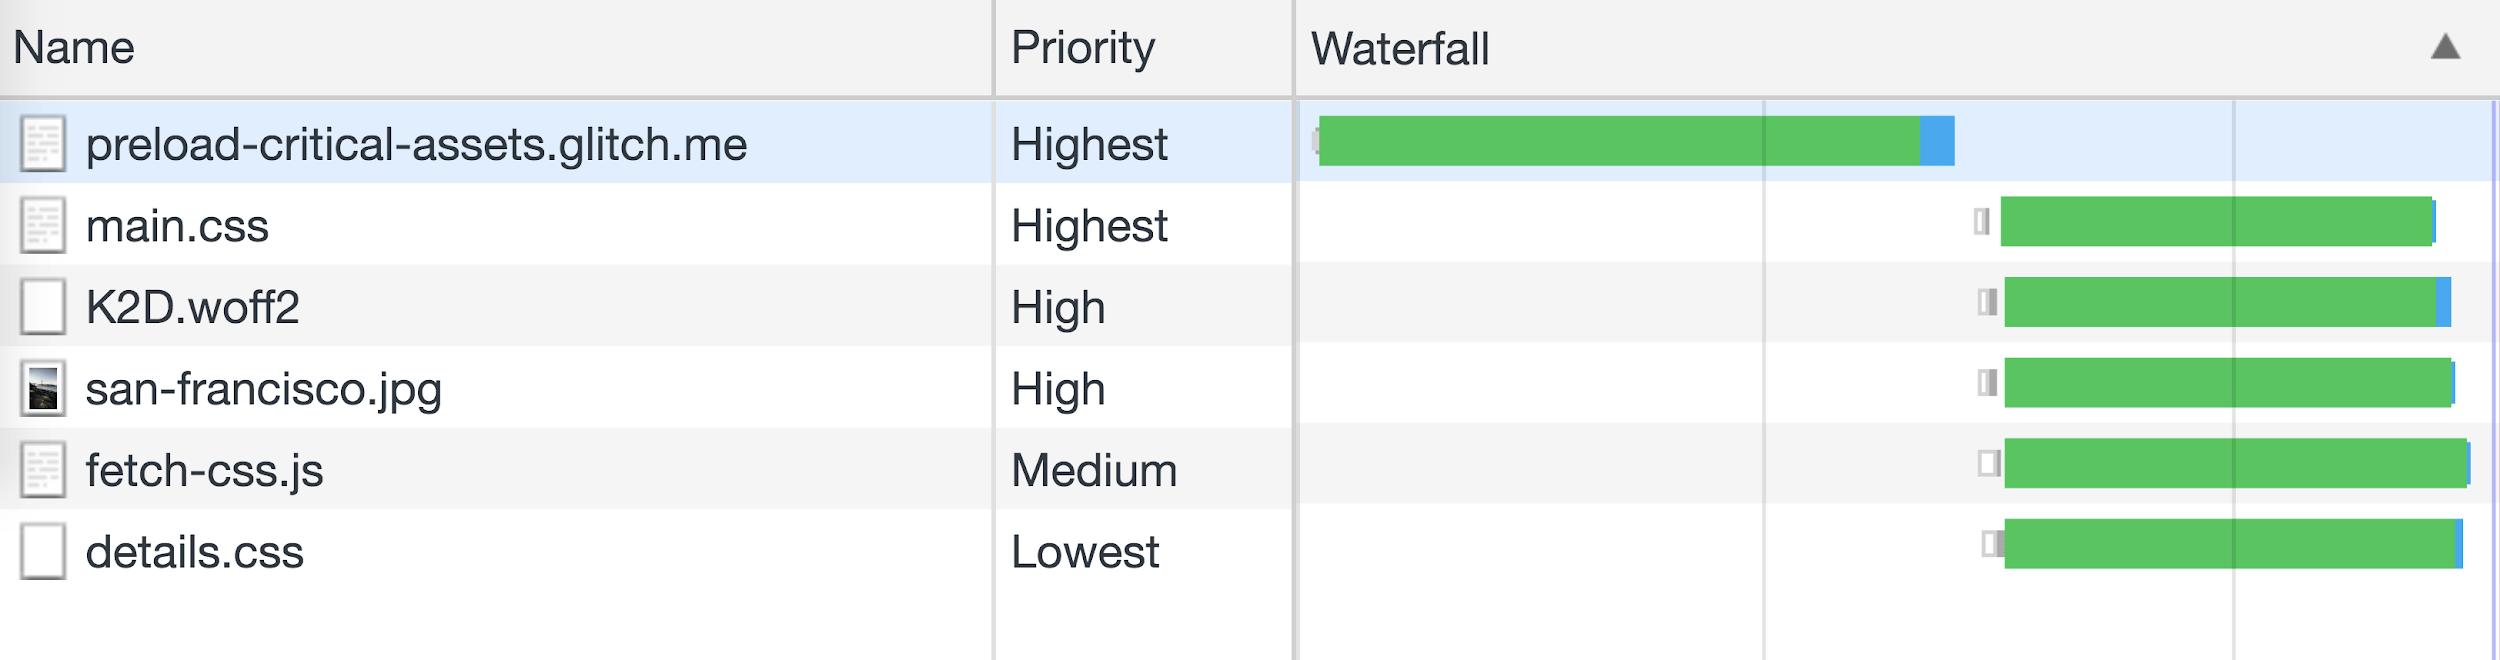 Name Priority Waterfall ▲
preload-critical-assets.glitch.me Highest
main.css Highest
K2D.woff2 High
san-francisco.jpg High
fetch-css.js Medium
details.css Lowest